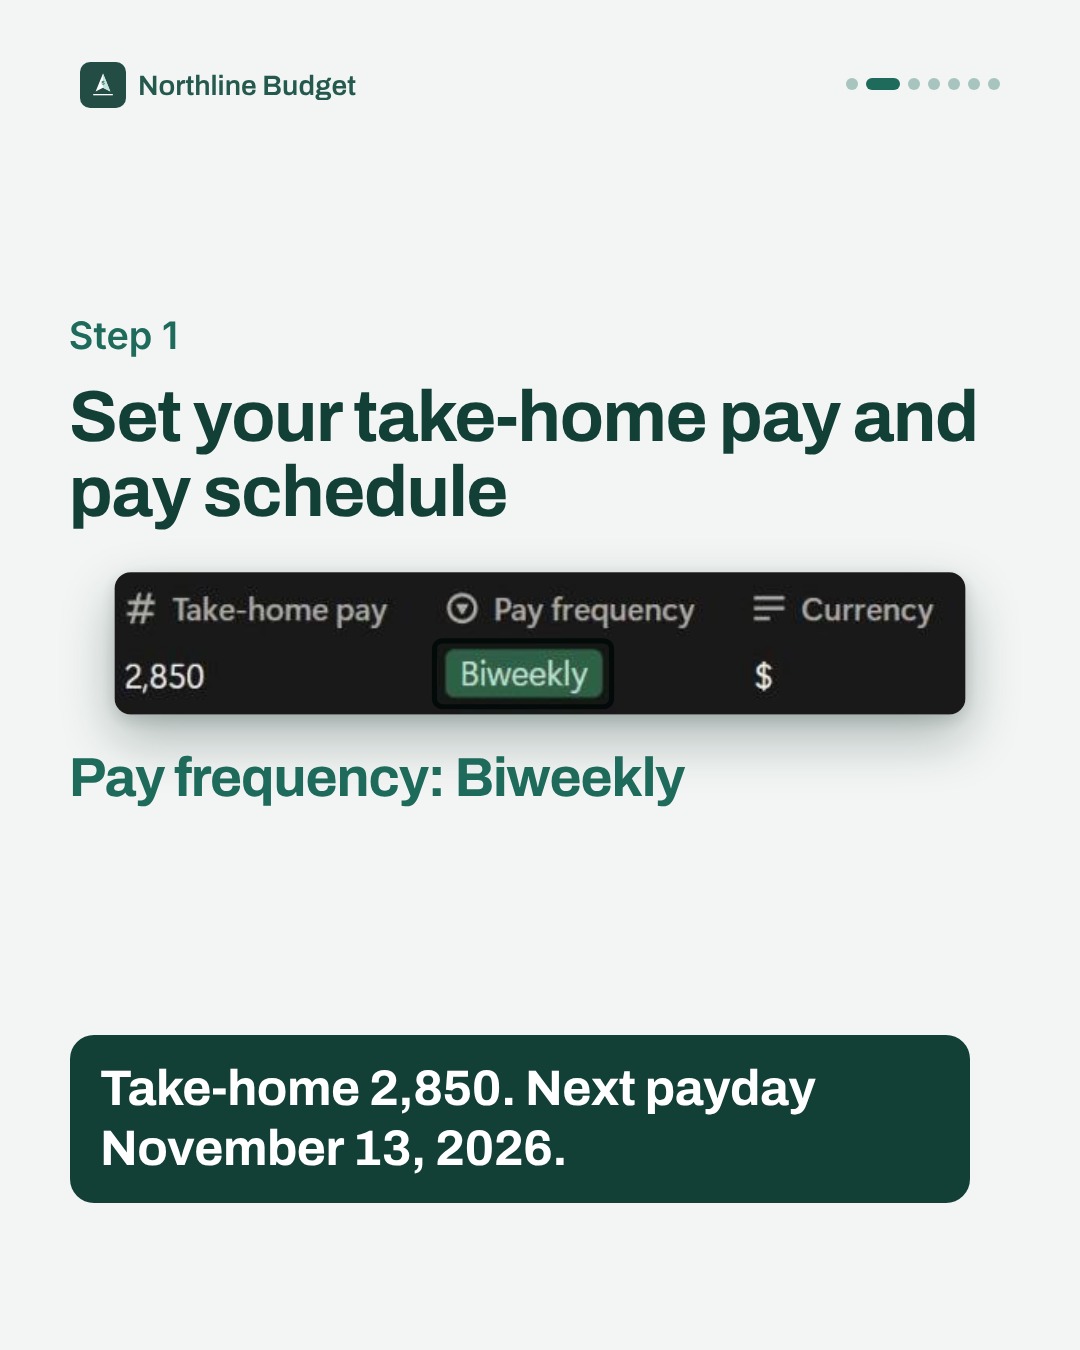 Northline Budget
Step 1
Set your take-home pay and
pay schedule
# Take-home pay Pay frequency Currency
2,850 Biweekly $
Pay frequency: Biweekly
Take-home 2,850. Next payday
November 13, 2026.